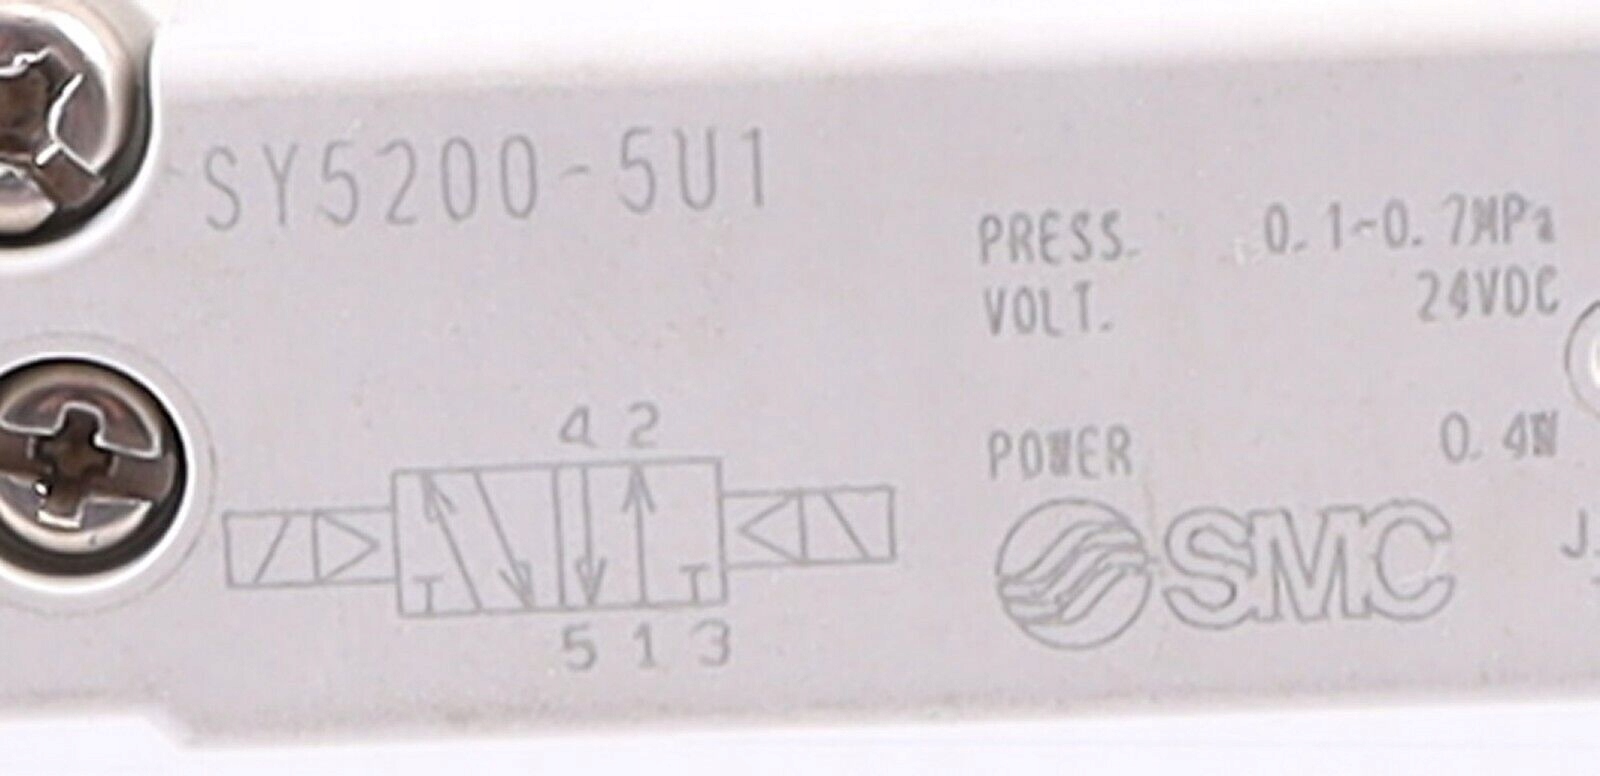 SY5200-5U1
PRESS. 0.1~0.7MPa
VOLT. 24VDC
POWER 0.4W
4 2
5 1 3
SMC